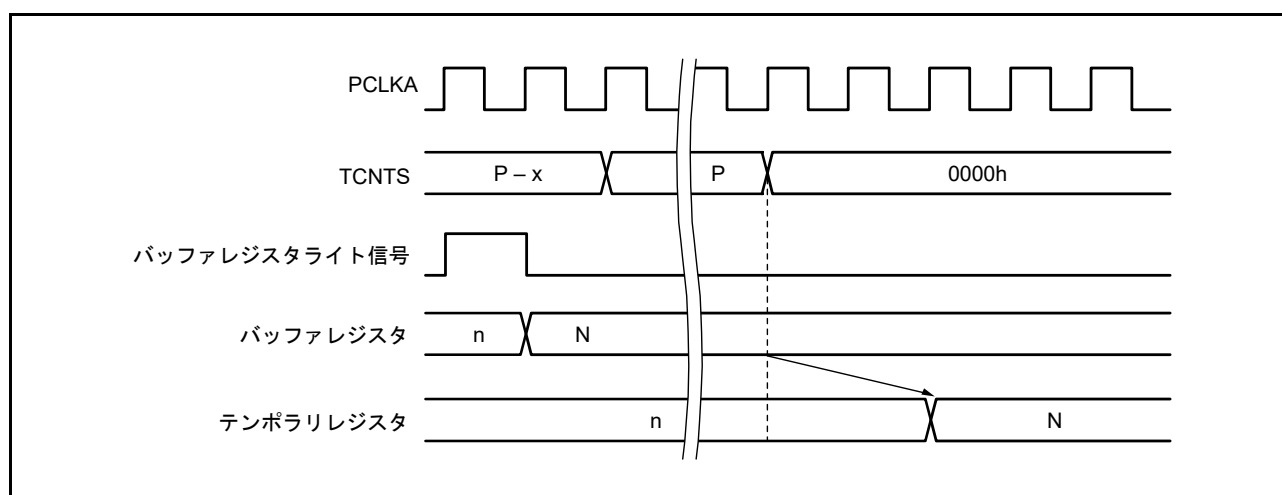 PCLKA
TCNTS
P – x
P
0000h
バッファレジスタライト信号
バッファレジスタ
n
N
テンポラリレジスタ
n
N